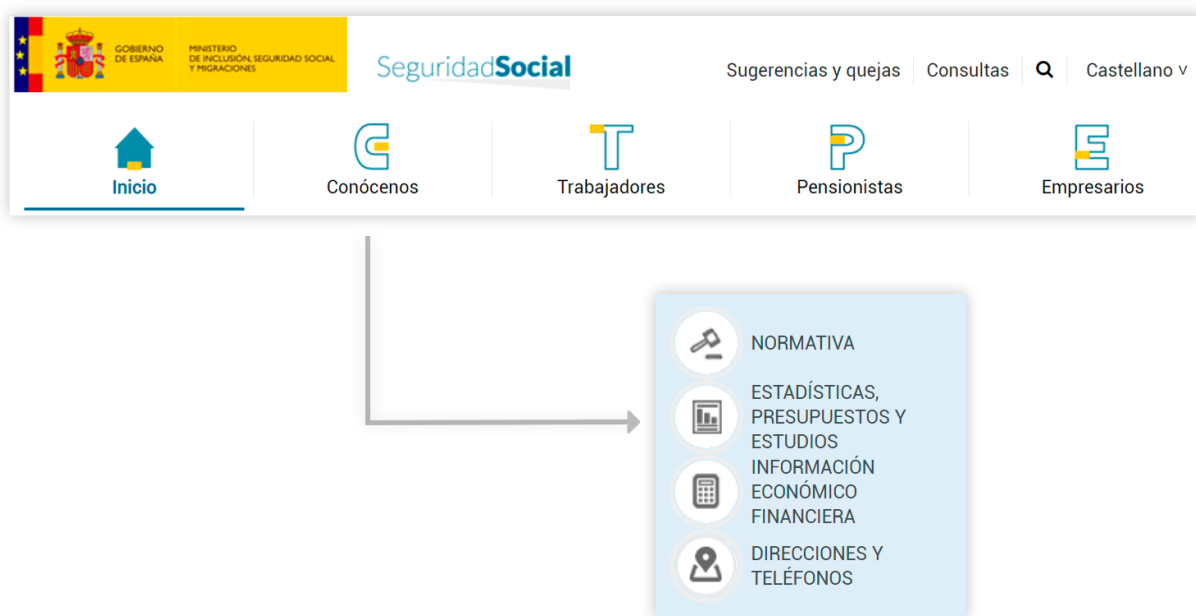 GOBIERNO
DE ESPAÑA
MINISTERIO
DE INCLUSIÓN, SEGURIDAD SOCIAL
Y MIGRACIONES
SeguridadSocial
Sugerencias y quejas
Consultas
Castellano
Inicio
C
Conócenos
T
Trabajadores
P
Pensionistas
E
Empresarios
NORMATIVA
ESTADÍSTICAS,
PRESUPUESTOS Y
ESTUDIOS
INFORMACIÓN
ECONÓMICO
FINANCIERA
DIRECCIONES Y
TELÉFONOS